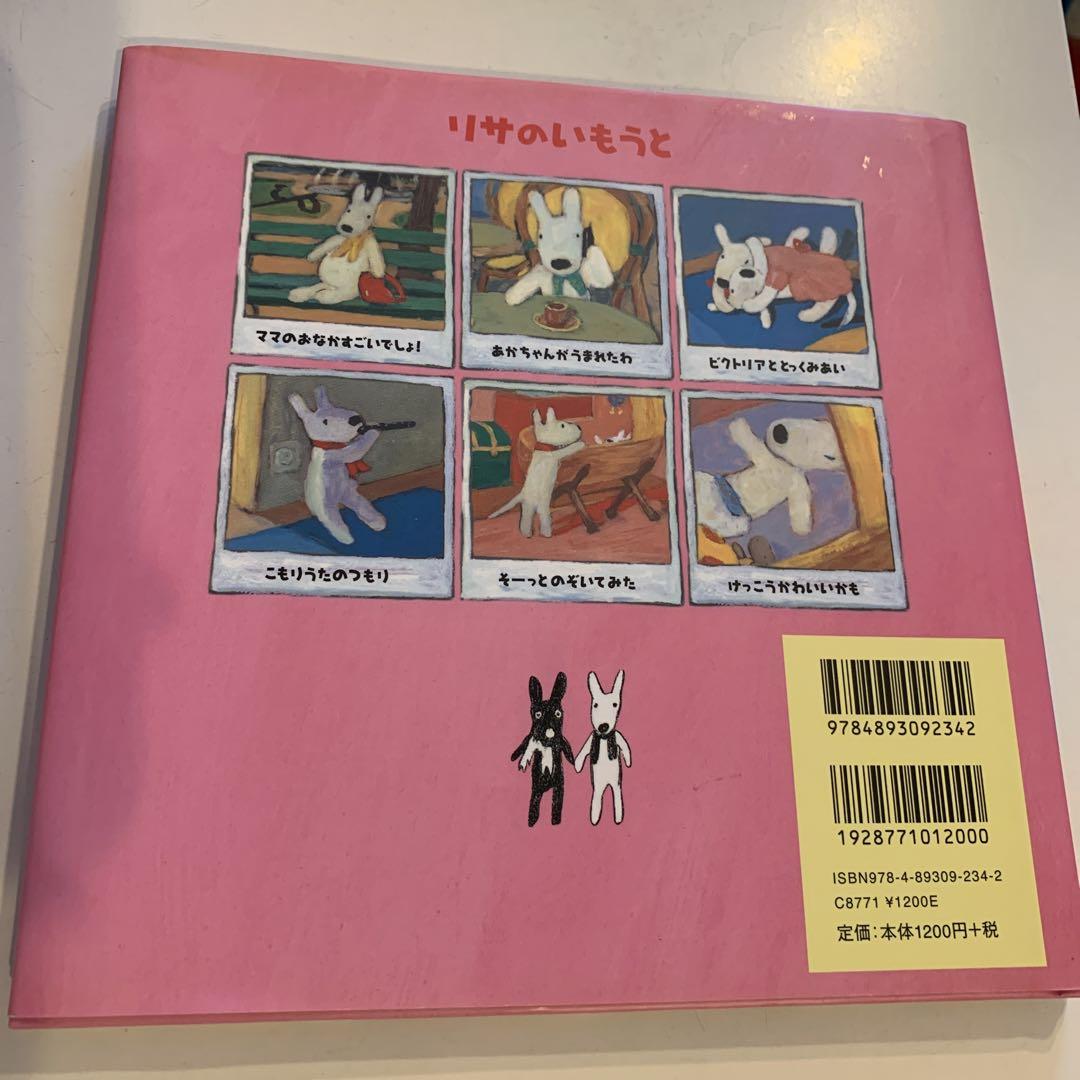 リサのいもうと
ママのおなかすごいでしょ!
あかちゃんがうまれたわ
ビクトリアととっくみあい
こもりうたのつもり
そーっとのぞいてみた
けっこうかわいいかも
9784893092342
1928771012000
ISBN978-4-89309-234-2
C8771 ¥1200E
定価:本体1200円+税